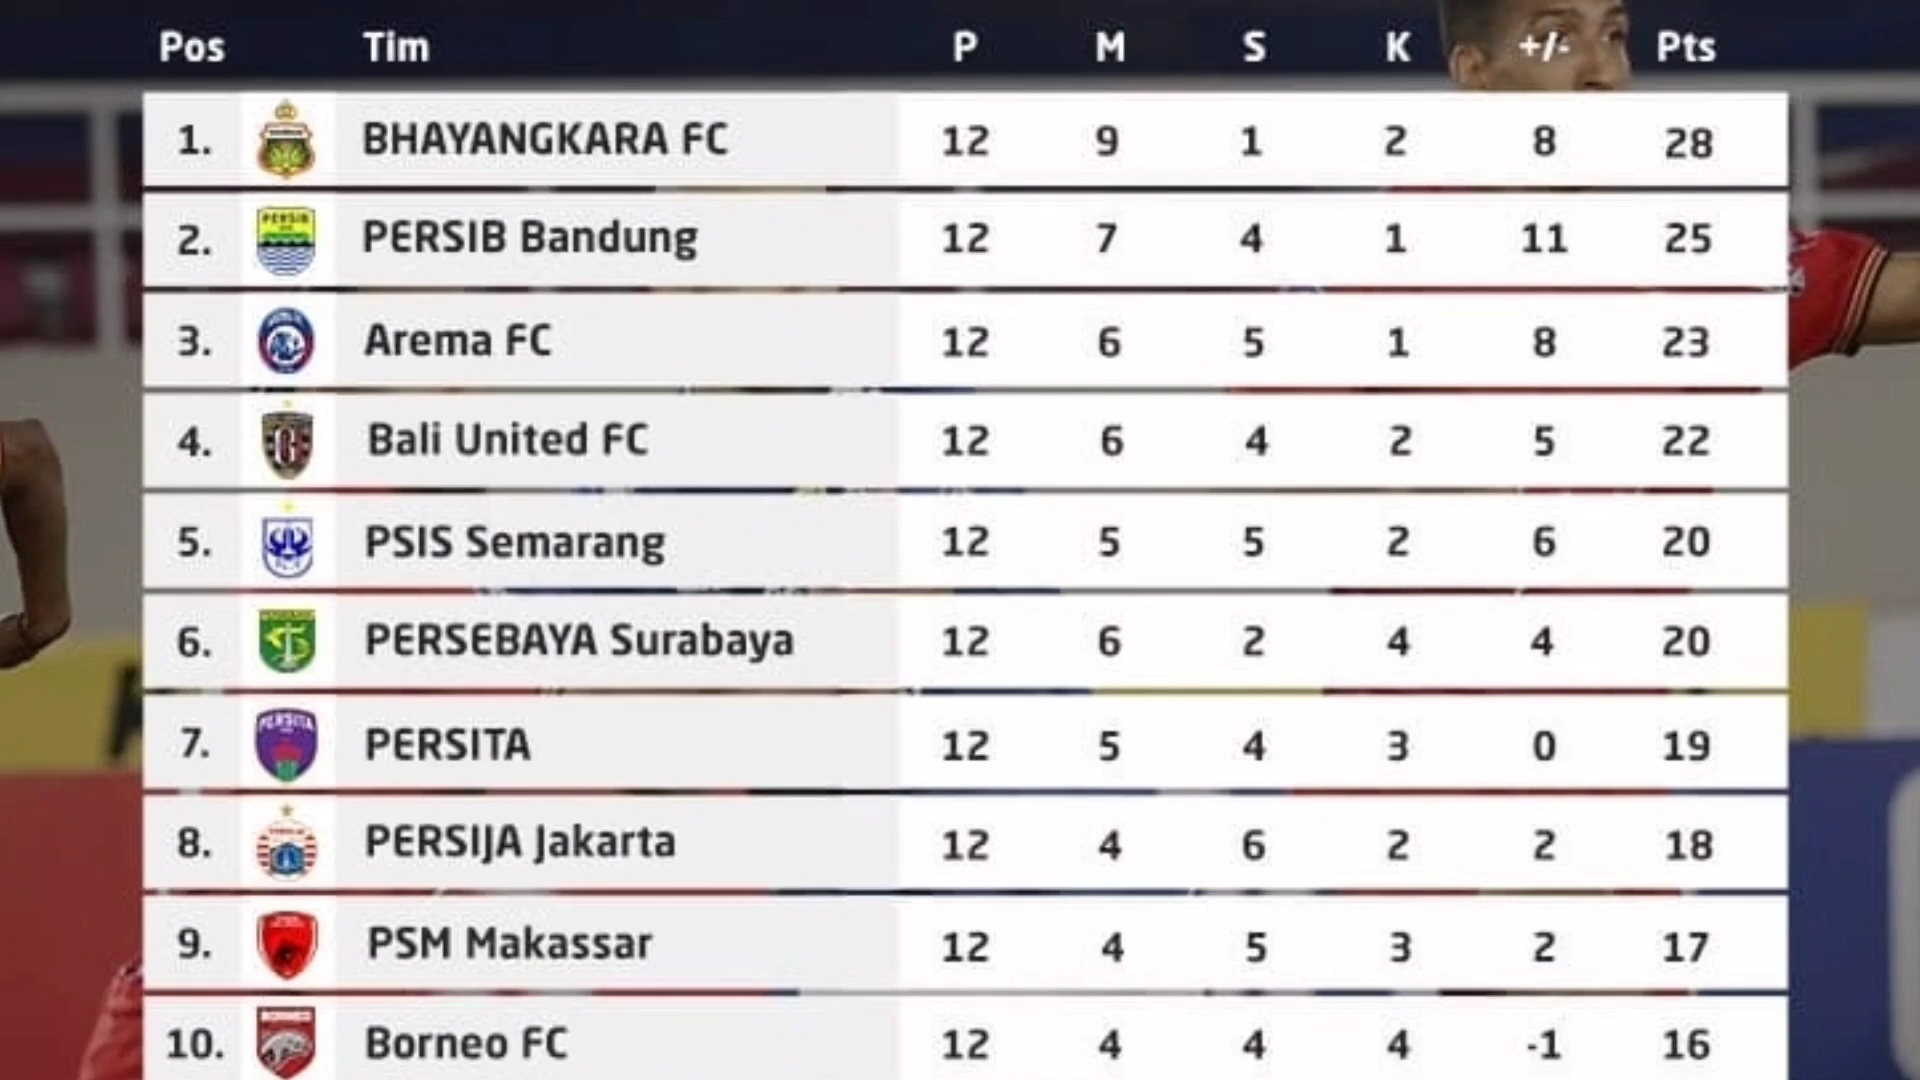 Pos Tim P M S K +/- Pts
1. BHAYANGKARA FC 12 9 1 2 8 28
PERSIB
2. PERSIB Bandung 12 7 4 1 11 25
3. Arema FC 12 6 5 1 8 23
4. Bali United FC 12 6 4 2 5 22
5. PSIS Semarang 12 5 5 2 6 20
6. PERSEBAYA Surabaya 12 6 2 4 4 20
PERSITA
7. PERSITA 12 5 4 3 0 19
8. PERSIJA Jakarta 12 4 6 2 2 18
9. PSM Makassar 12 4 5 3 2 17
BORNEO
10. Borneo FC 12 4 4 4 -1 16